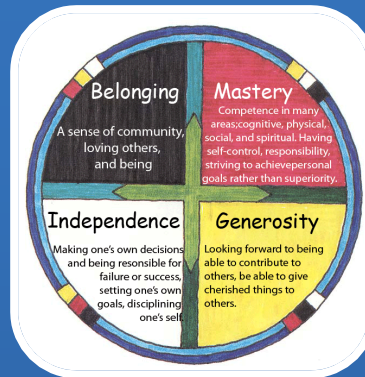 Belonging
A sense of community,
loving others,
and being
Mastery
Competence in many
areas;cognitive, physical,
social, and spiritual. Having
self-control, responsibility,
striving to achievepersonal
goals rather than superiority.
Independence
Making one's own decisions
and being resonsible for
failure or success,
setting one's own
goals, disciplining
one's self.
Generosity
Looking forward to being
able to contribute to
others, be able to give
cherished things to
others.